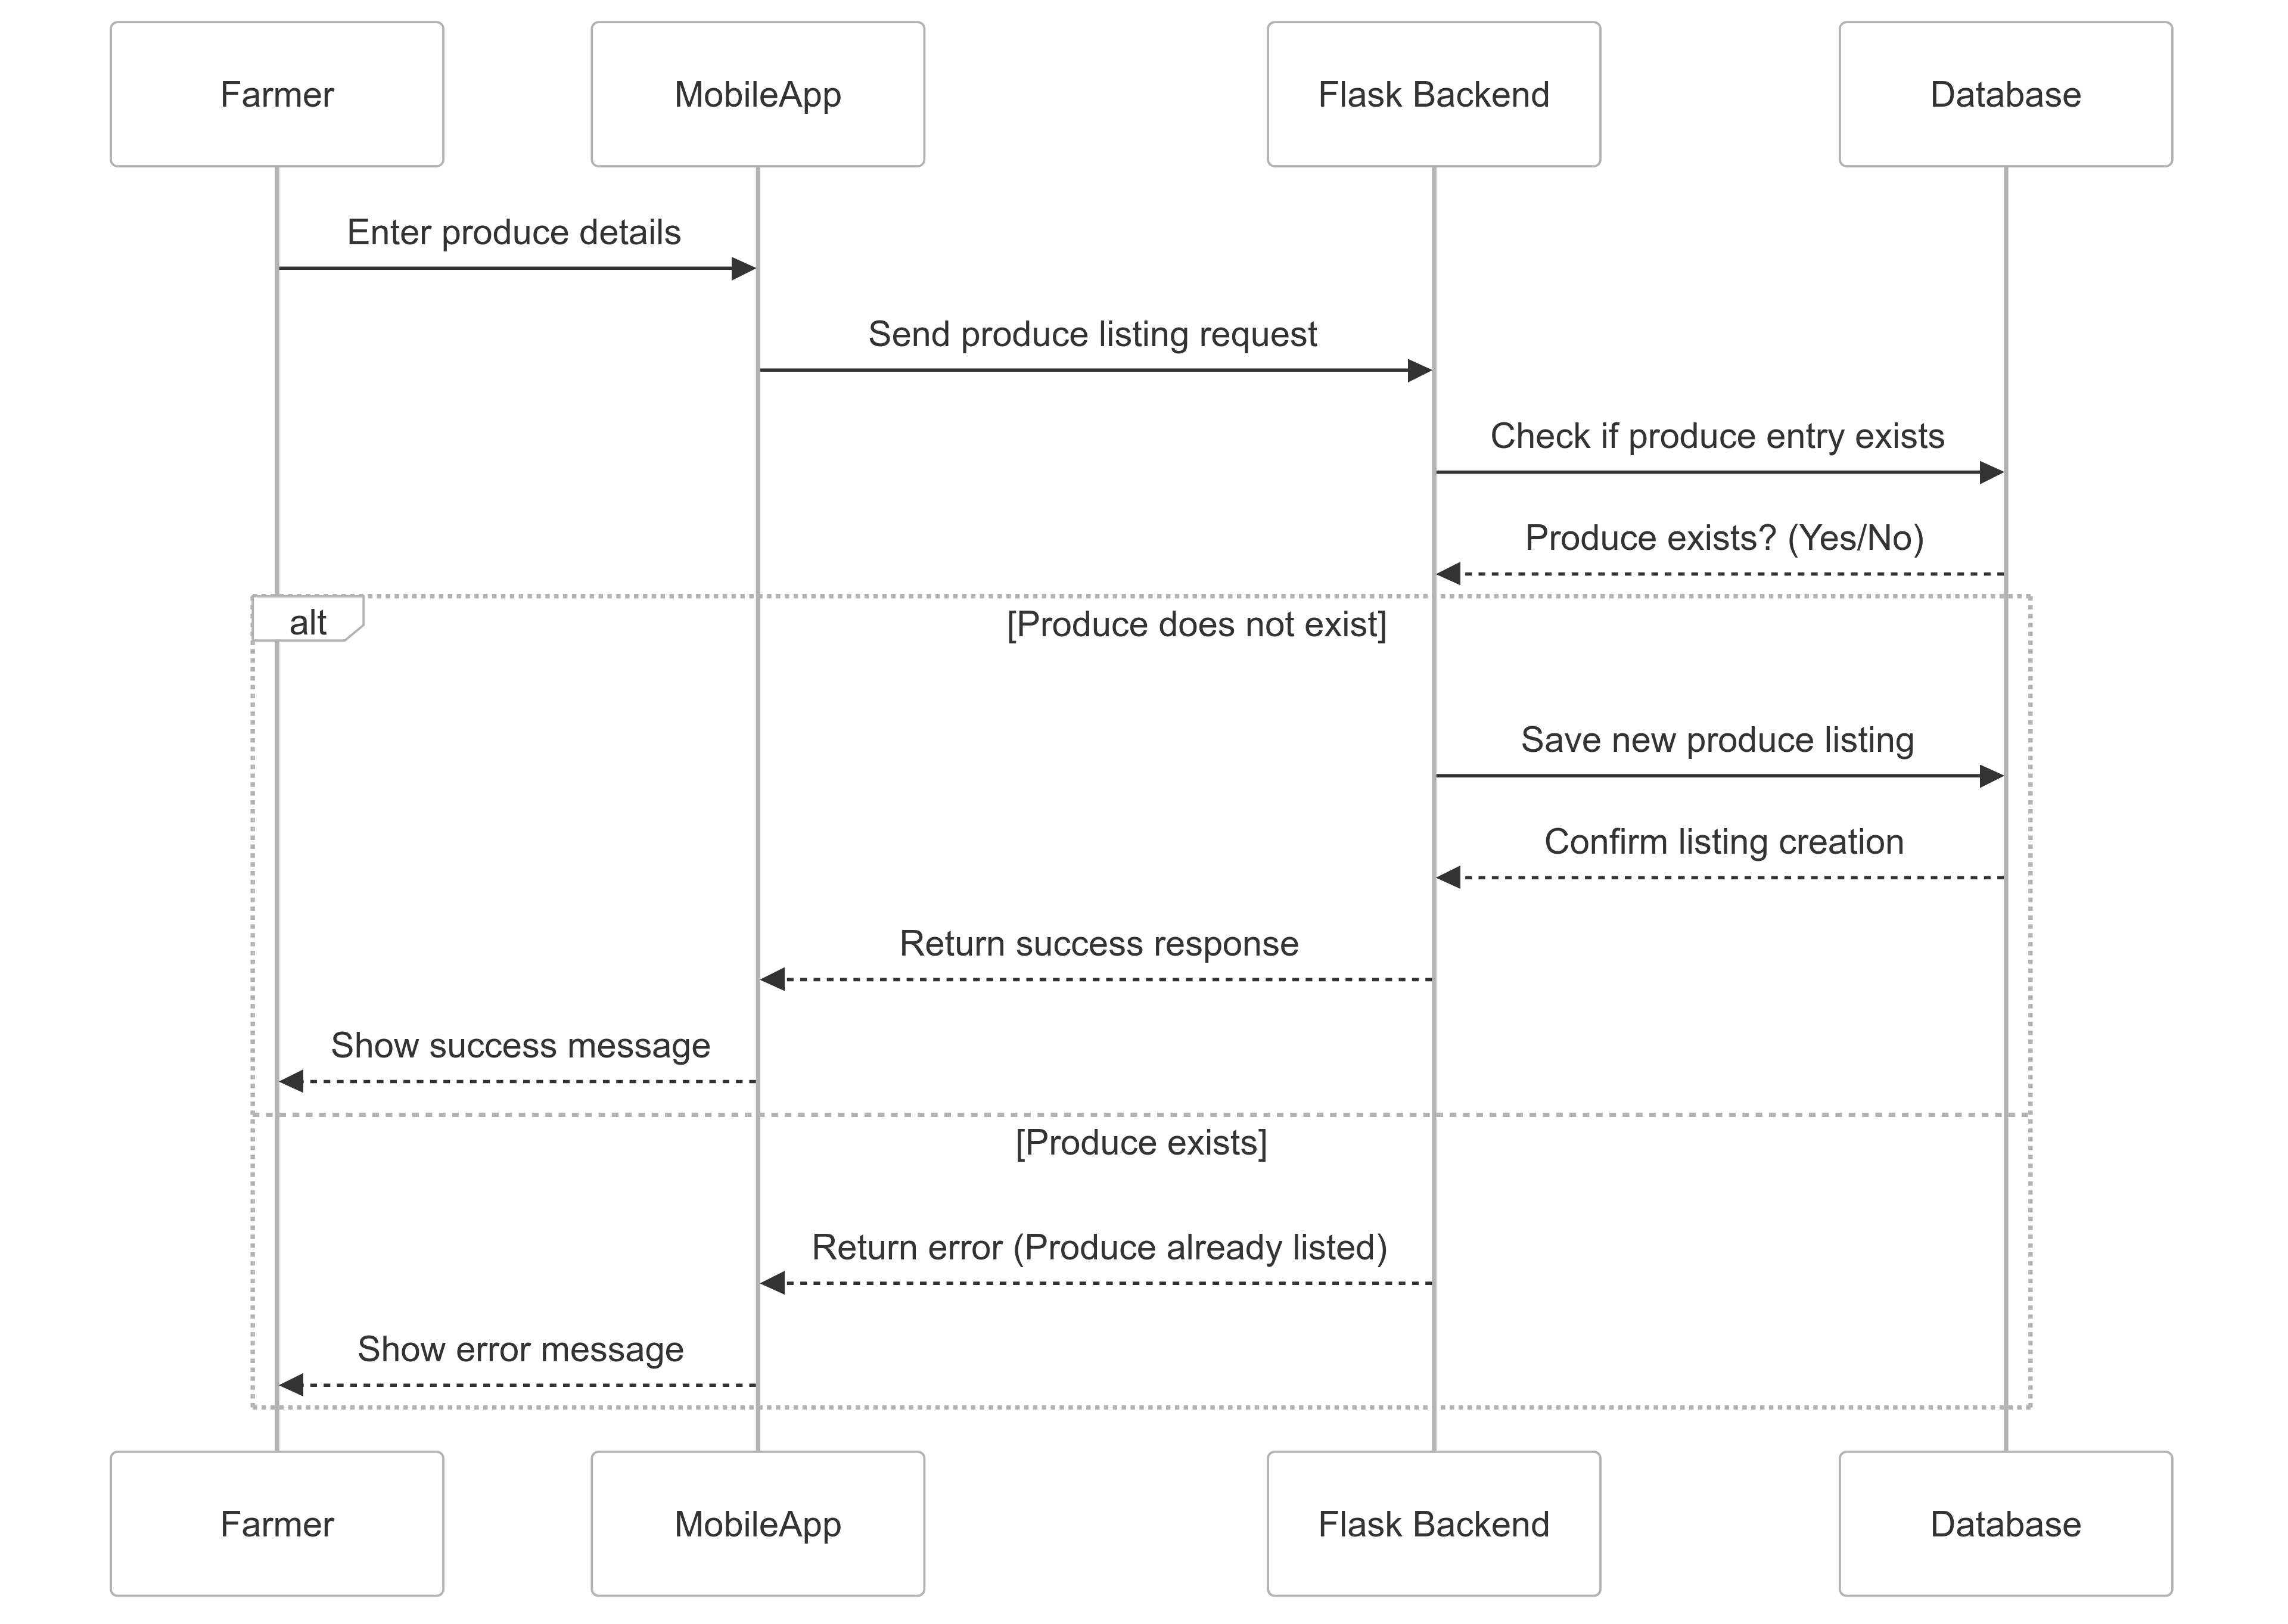 Farmer
MobileApp
Flask Backend
Database
Enter produce details
Send produce listing request
Check if produce entry exists
Produce exists? (Yes/No)
alt
[Produce does not exist]
Save new produce listing
Confirm listing creation
Return success response
Show success message
[Produce exists]
Return error (Produce already listed)
Show error message
Farmer
MobileApp
Flask Backend
Database